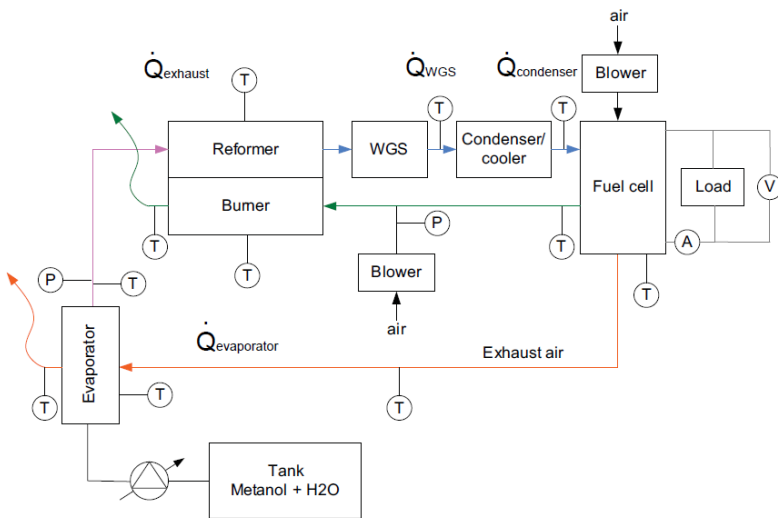 air
Q̇exhaust
Q̇WGS
Q̇condenser
Blower
T
T
T
Reformer
WGS
Condenser/
cooler
Fuel cell
Load
V
Burner
P
A
T
T
T
Blower
T
P
T
air
Q̇evaporator
Exhaust air
Evaporator
T
T
T
Tank
Metanol + H2O